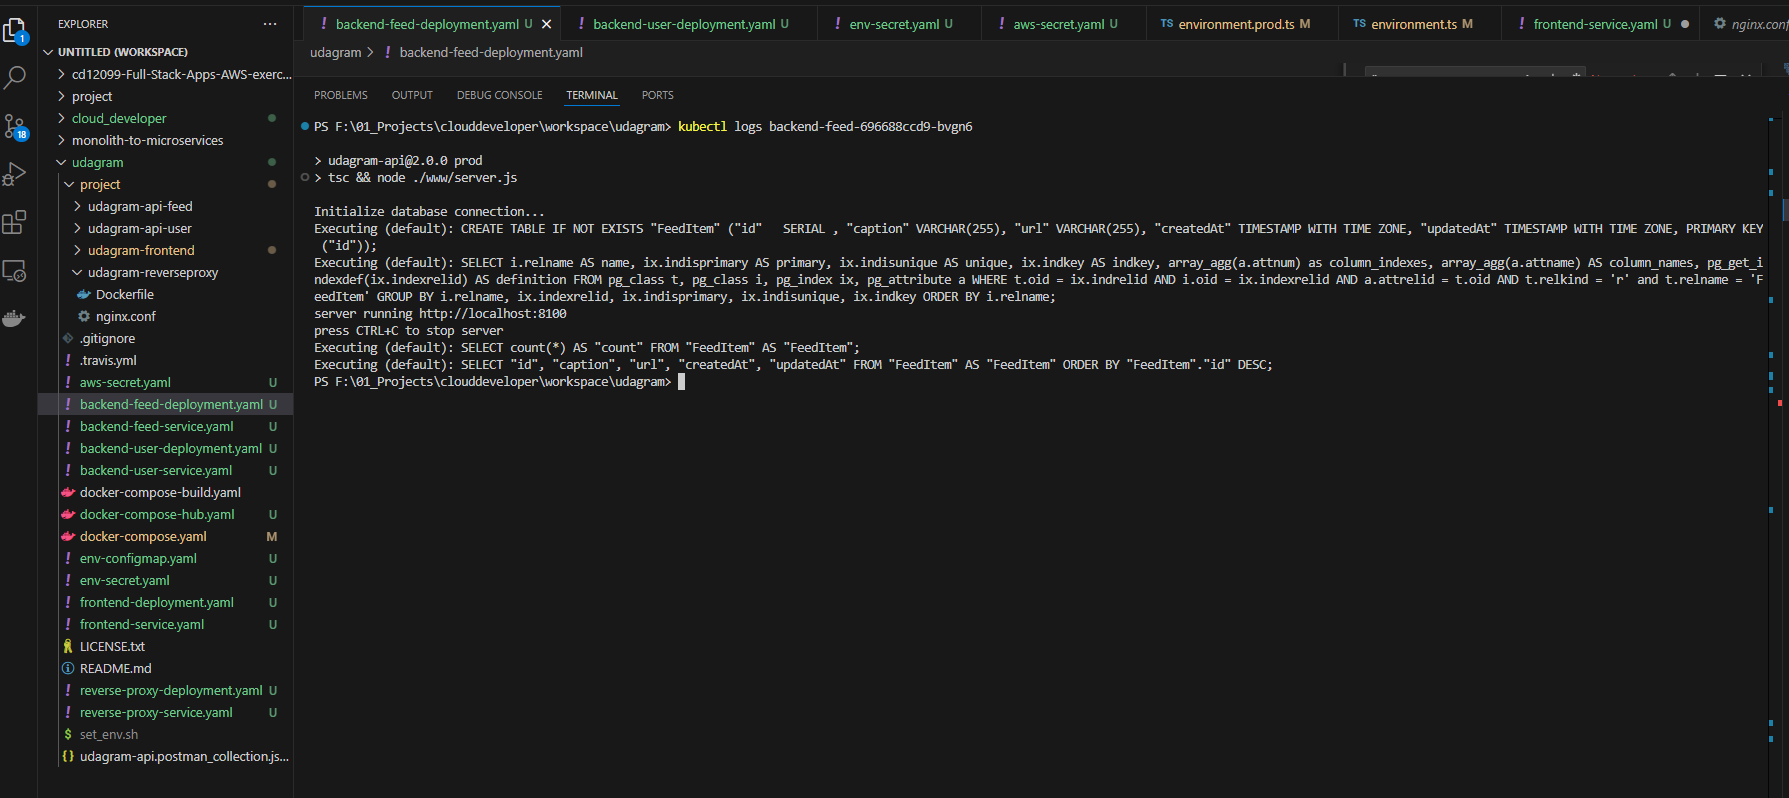 EXPLORER
UNTITLED (WORKSPACE)
cd12099-Full-Stack-Apps-AWS-exerc...
project
cloud_developer
monolith-to-microservices
udagram
project
udagram-api-feed
udagram-api-user
udagram-frontend
udagram-reverseproxy
Dockerfile
nginx.conf
.gitignore
.travis.yml
aws-secret.yaml U
backend-feed-deployment.yaml U
backend-feed-service.yaml U
backend-user-deployment.yaml U
backend-user-service.yaml U
docker-compose-build.yaml
docker-compose-hub.yaml U
docker-compose.yaml M
env-configmap.yaml U
env-secret.yaml U
frontend-deployment.yaml U
frontend-service.yaml U
LICENSE.txt
README.md
reverse-proxy-deployment.yaml U
reverse-proxy-service.yaml U
set_env.sh
udagram-api.postman_collection.js...
1
18
backend-feed-deployment.yaml U
backend-user-deployment.yaml U
env-secret.yaml U
aws-secret.yaml U
TS environment.prod.ts M
TS environment.ts M
frontend-service.yaml U
nginx.conf
udagram > ! backend-feed-deployment.yaml
PROBLEMS OUTPUT DEBUG CONSOLE TERMINAL PORTS
PS F:\01_Projects\clouddeveloper\workspace\udagram> kubectl logs backend-feed-696688ccd9-bvgn6
> udagram-api@2.0.0 prod
> tsc && node ./www/server.js
Initialize database connection...
Executing (default): CREATE TABLE IF NOT EXISTS "FeedItem" ("id"   SERIAL , "caption" VARCHAR(255), "url" VARCHAR(255), "createdAt" TIMESTAMP WITH TIME ZONE, "updatedAt" TIMESTAMP WITH TIME ZONE, PRIMARY KEY
("id"));
Executing (default): SELECT i.relname AS name, ix.indisprimary AS primary, ix.indisunique AS unique, ix.indkey AS indkey, array_agg(a.attnum) as column_indexes, array_agg(a.attname) AS column_names, pg_get_i
ndexdef(ix.indexrelid) AS definition FROM pg_class t, pg_class i, pg_index ix, pg_attribute a WHERE t.oid = ix.indrelid AND i.oid = ix.indexrelid AND a.attrelid = t.oid AND t.relkind = 'r' and t.relname = 'F
eedItem' GROUP BY i.relname, ix.indexrelid, ix.indisprimary, ix.indisunique, ix.indkey ORDER BY i.relname;
server running http://localhost:8100
press CTRL+C to stop server
Executing (default): SELECT count(*) AS "count" FROM "FeedItem" AS "FeedItem";
Executing (default): SELECT "id", "caption", "url", "createdAt", "updatedAt" FROM "FeedItem" AS "FeedItem" ORDER BY "FeedItem"."id" DESC;
PS F:\01_Projects\clouddeveloper\workspace\udagram>